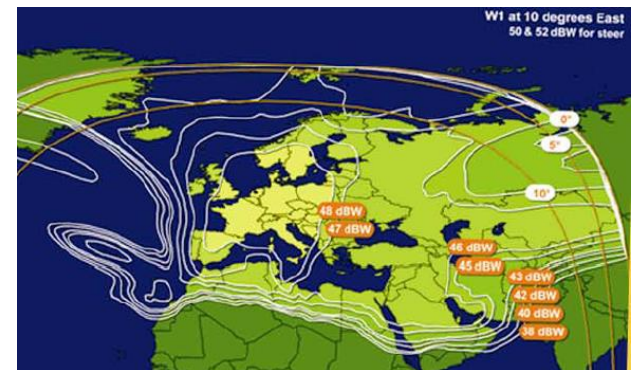 W1 at 10 degrees East
50 & 52 dBW for steer
0°
5°
10°
48 dBW
47 dBW
46 dBW
45 dBW
43 dBW
42 dBW
40 dBW
38 dBW